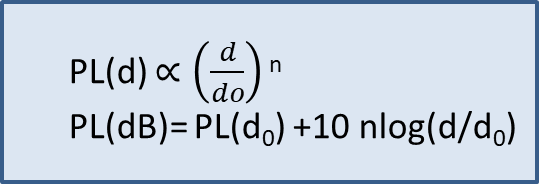 PL(d) ∝ (d/do)ⁿ
PL(dB)= PL(d₀) +10 nlog(d/d₀)